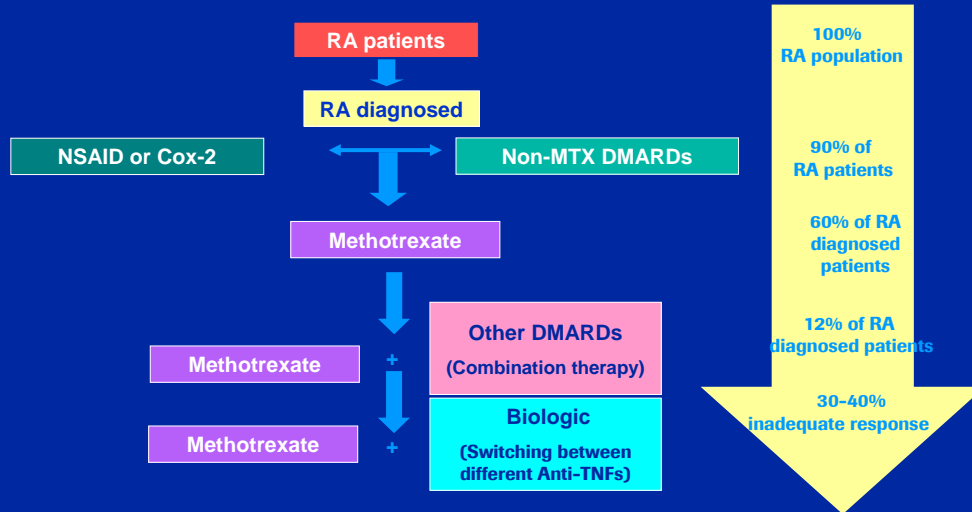 RA patients
RA diagnosed
NSAID or Cox-2
Non-MTX DMARDs
Methotrexate
Methotrexate
+
Other DMARDs
(Combination therapy)
Methotrexate
+
Biologic
(Switching between
different Anti-TNFs)
100%
RA population
90% of
RA patients
60% of RA
diagnosed
patients
12% of RA
diagnosed patients
30-40%
inadequate response